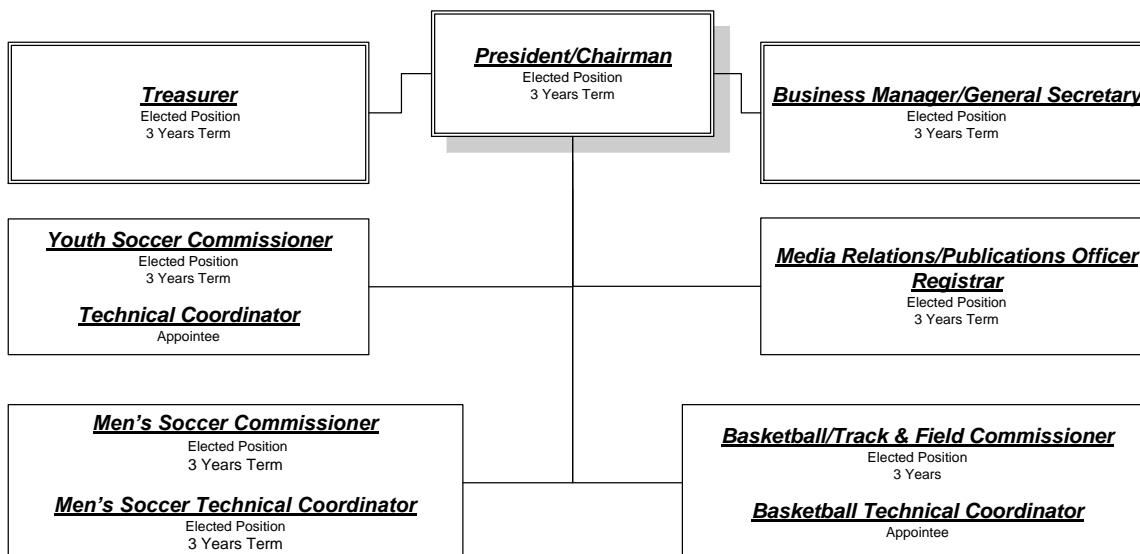 President/Chairman
Elected Position
3 Years Term
Treasurer
Elected Position
3 Years Term
Business Manager/General Secretary
Elected Position
3 Years Term
Youth Soccer Commissioner
Elected Position
3 Years Term
Technical Coordinator
Appointee
Media Relations/Publications Officer
Registrar
Elected Position
3 Years Term
Men's Soccer Commissioner
Elected Position
3 Years Term
Men's Soccer Technical Coordinator
Elected Position
3 Years Term
Basketball/Track & Field Commissioner
Elected Position
3 Years
Basketball Technical Coordinator
Appointee